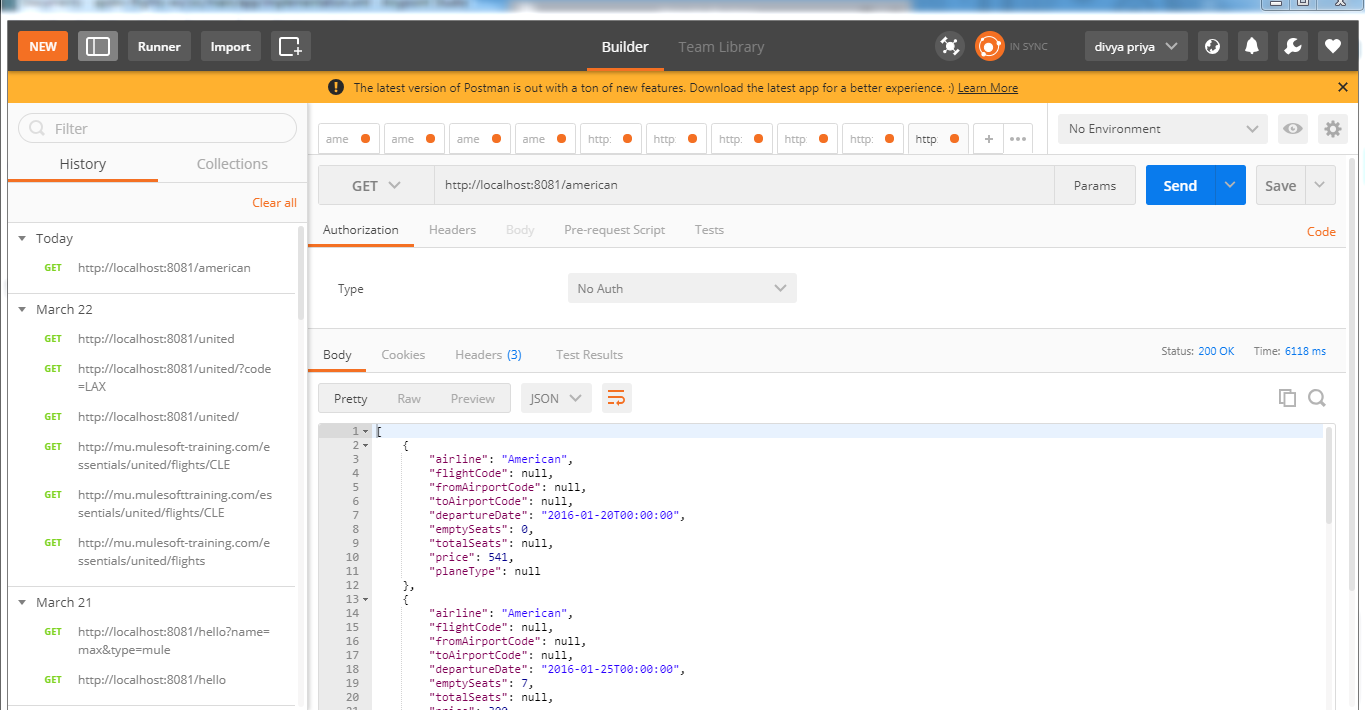 NEW
Runner
Import
Builder
Team Library
IN SYNC
divya priya
The latest version of Postman is out with a ton of new features. Download the latest app for a better experience. :) Learn More
Filter
History
Collections
Clear all
Today
GET http://localhost:8081/american
March 22
GET http://localhost:8081/united
GET http://localhost:8081/united/?code
=LAX
GET http://localhost:8081/united/
GET http://mu.mulesoft-training.com/e
ssentials/united/flights/CLE
GET http://mu.mulesofttraining.com/es
sentials/united/flights/CLE
GET http://mu.mulesoft-training.com/e
ssentials/united/flights
March 21
GET http://localhost:8081/hello?name=
max&type=mule
GET http://localhost:8081/hello
ame ame ame ame http: http: http: http: http: http: + •••
No Environment
GET http://localhost:8081/american Params Send Save
Authorization Headers Body Pre-request Script Tests Code
Type No Auth
Body Cookies Headers (3) Test Results Status: 200 OK Time: 6118 ms
Pretty Raw Preview JSON
1 [
2 {
3 "airline": "American",
4 "flightCode": null,
5 "fromAirportCode": null,
6 "toAirportCode": null,
7 "departureDate": "2016-01-20T00:00:00",
8 "emptySeats": 0,
9 "totalSeats": null,
10 "price": 541,
11 "planeType": null
12 },
13 {
14 "airline": "American",
15 "flightCode": null,
16 "fromAirportCode": null,
17 "toAirportCode": null,
18 "departureDate": "2016-01-25T00:00:00",
19 "emptySeats": 7,
20 "totalSeats": null,